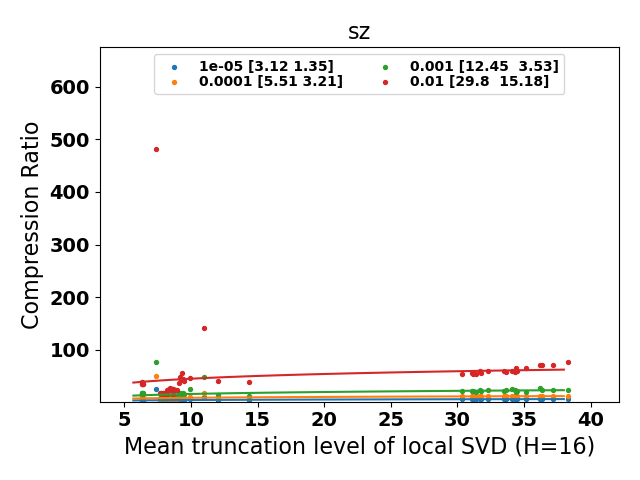 sz
1e-05 [3.12 1.35]
0.0001 [5.51 3.21]
0.001 [12.45  3.53]
0.01 [29.8  15.18]
Compression Ratio
600
500
400
300
200
100
5 10 15 20 25 30 35 40
Mean truncation level of local SVD (H=16)